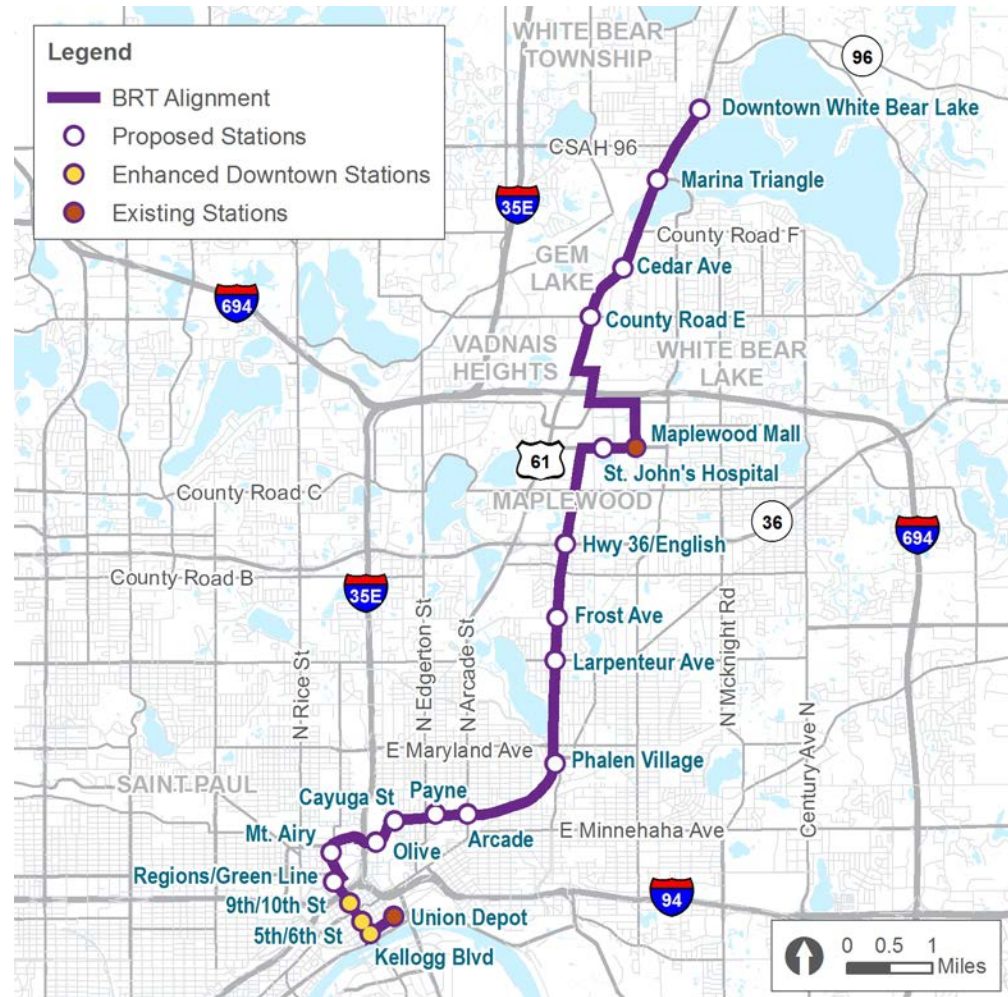 Legend
BRT Alignment
Proposed Stations
Enhanced Downtown Stations
Existing Stations
WHITE BEAR
TOWNSHIP
96
Downtown White Bear Lake
CSAH 96
Marina Triangle
35E
County Road F
GEM
LAKE
Cedar Ave
694
County Road E
VADNAIS
HEIGHTS
WHITE BEAR
LAKE
Maplewood Mall
61
St. John's Hospital
County Road C
MAPLEWOOD
36
Hwy 36/English
694
County Road B
35E
Frost Ave
Larpenteur Ave
N Rice St
N Edgerton St
N Arcade St
N Mcknight Rd
Century Ave N
E Maryland Ave
Phalen Village
SAINT PAUL
Cayuga St
Payne
Mt. Airy
Olive
Arcade
E Minnehaha Ave
Regions/Green Line
94
9th/10th St
Union Depot
5th/6th St
Kellogg Blvd
0 0.5 1
Miles